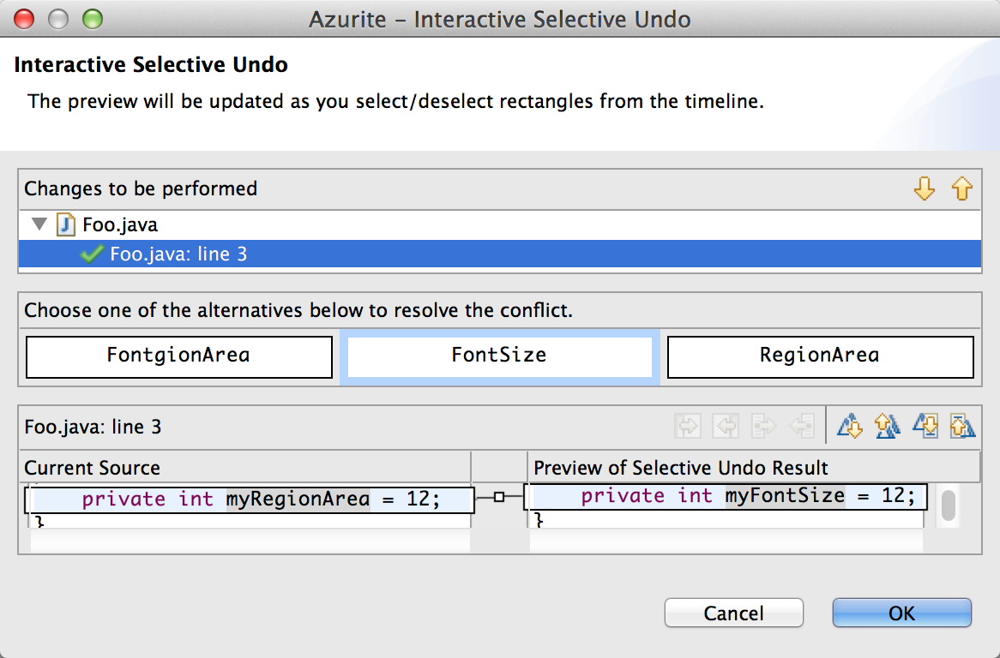 Azurite – Interactive Selective Undo
Interactive Selective Undo
The preview will be updated as you select/deselect rectangles from the timeline.
Changes to be performed
Foo.java
Foo.java: line 3
Choose one of the alternatives below to resolve the conflict.
FontgionArea FontSize RegionArea
Foo.java: line 3
Current Source Preview of Selective Undo Result
private int myRegionArea = 12; private int myFontSize = 12;
} }
Cancel OK